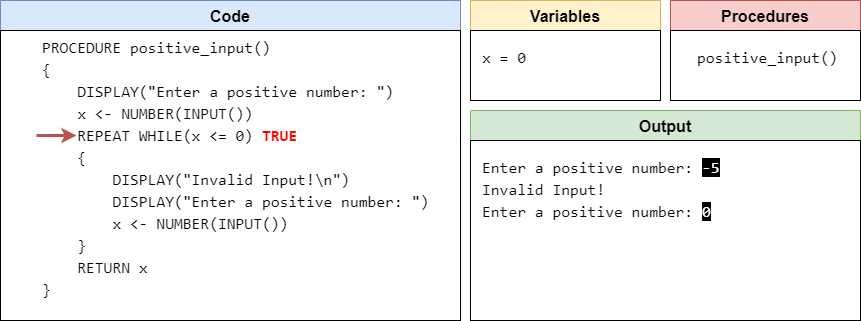 Code
PROCEDURE positive_input()
{
DISPLAY("Enter a positive number: ")
x <- NUMBER(INPUT())
REPEAT WHILE(x <= 0) TRUE
{
DISPLAY("Invalid Input!\n")
DISPLAY("Enter a positive number: ")
x <- NUMBER(INPUT())
}
RETURN x
}
Variables
x = 0
Procedures
positive_input()
Output
Enter a positive number: -5
Invalid Input!
Enter a positive number: 0